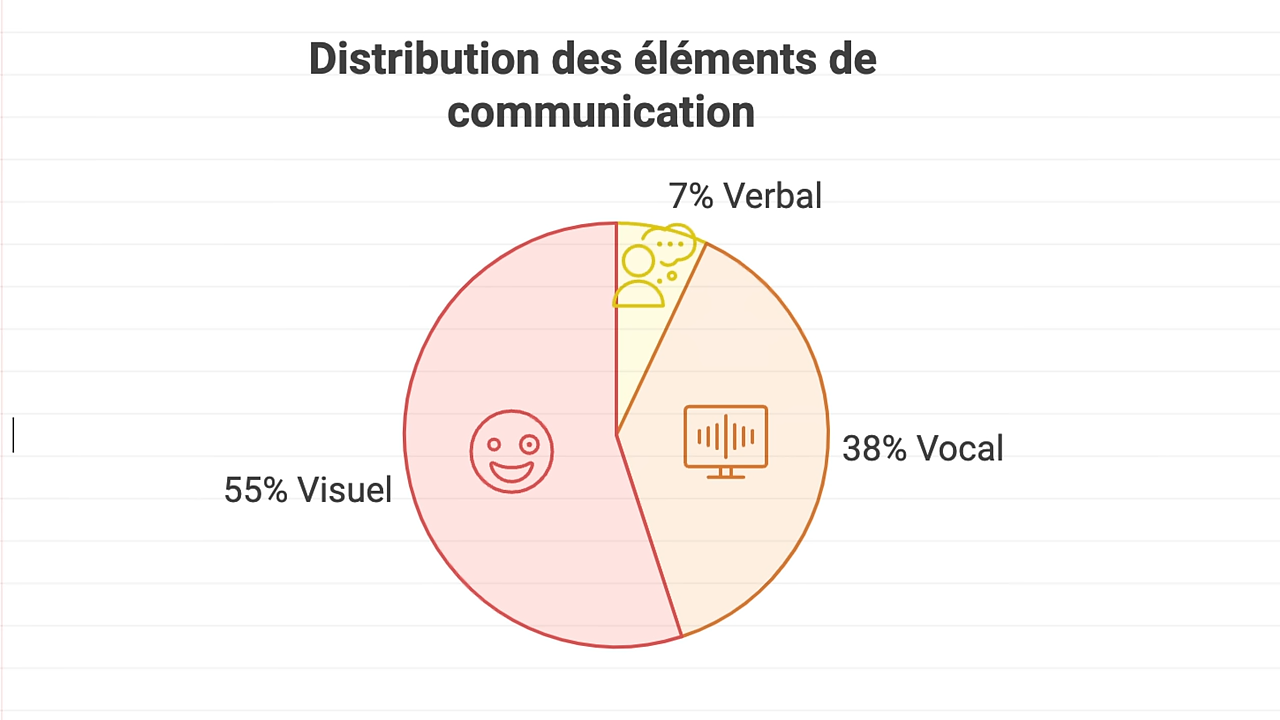 Distribution des éléments de
communication
7% Verbal
38% Vocal
55% Visuel